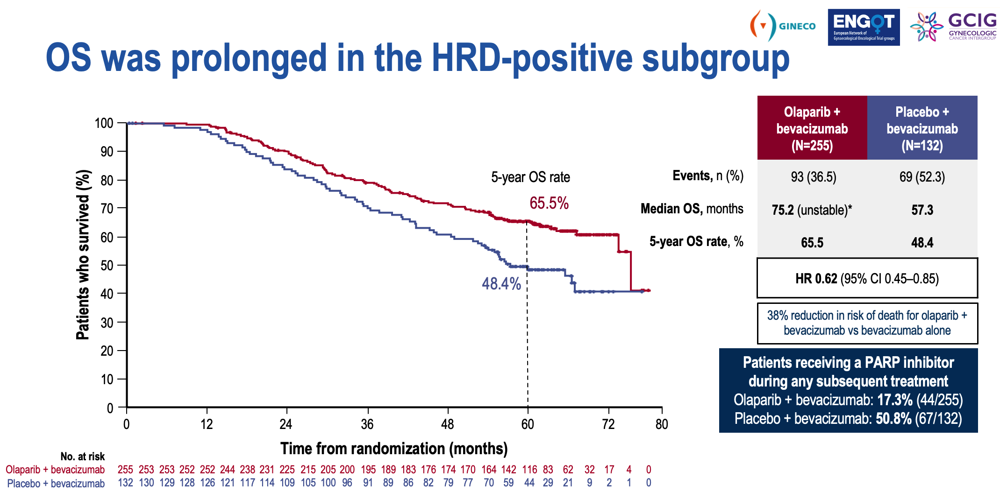 GINECO
ENGOT
European Network of
Gynaecological Oncological Trial groups
GCIG
GYNECOLOGIC
CANCER INTERGROUP
OS was prolonged in the HRD-positive subgroup
Patients who survived (%)
100
90
80
70
60
50
40
30
20
10
0
5-year OS rate
65.5%
48.4%
0 12 24 36 48 60 72 80
Time from randomization (months)
No. at risk
Olaparib + bevacizumab 255 253 253 252 252 244 238 231 225 215 205 200 195 189 183 176 174 170 164 142 116 83 62 32 17 4 0
Placebo + bevacizumab 132 130 129 128 126 121 117 114 109 105 100 96 91 89 86 82 79 77 70 59 44 29 21 9 2 1 0
Olaparib +
bevacizumab
(N=255)
Placebo +
bevacizumab
(N=132)
Events, n (%) 93 (36.5) 69 (52.3)
Median OS, months 75.2 (unstable)* 57.3
5-year OS rate, % 65.5 48.4
HR 0.62 (95% CI 0.45–0.85)
38% reduction in risk of death for olaparib +
bevacizumab vs bevacizumab alone
Patients receiving a PARP inhibitor
during any subsequent treatment
Olaparib + bevacizumab: 17.3% (44/255)
Placebo + bevacizumab: 50.8% (67/132)